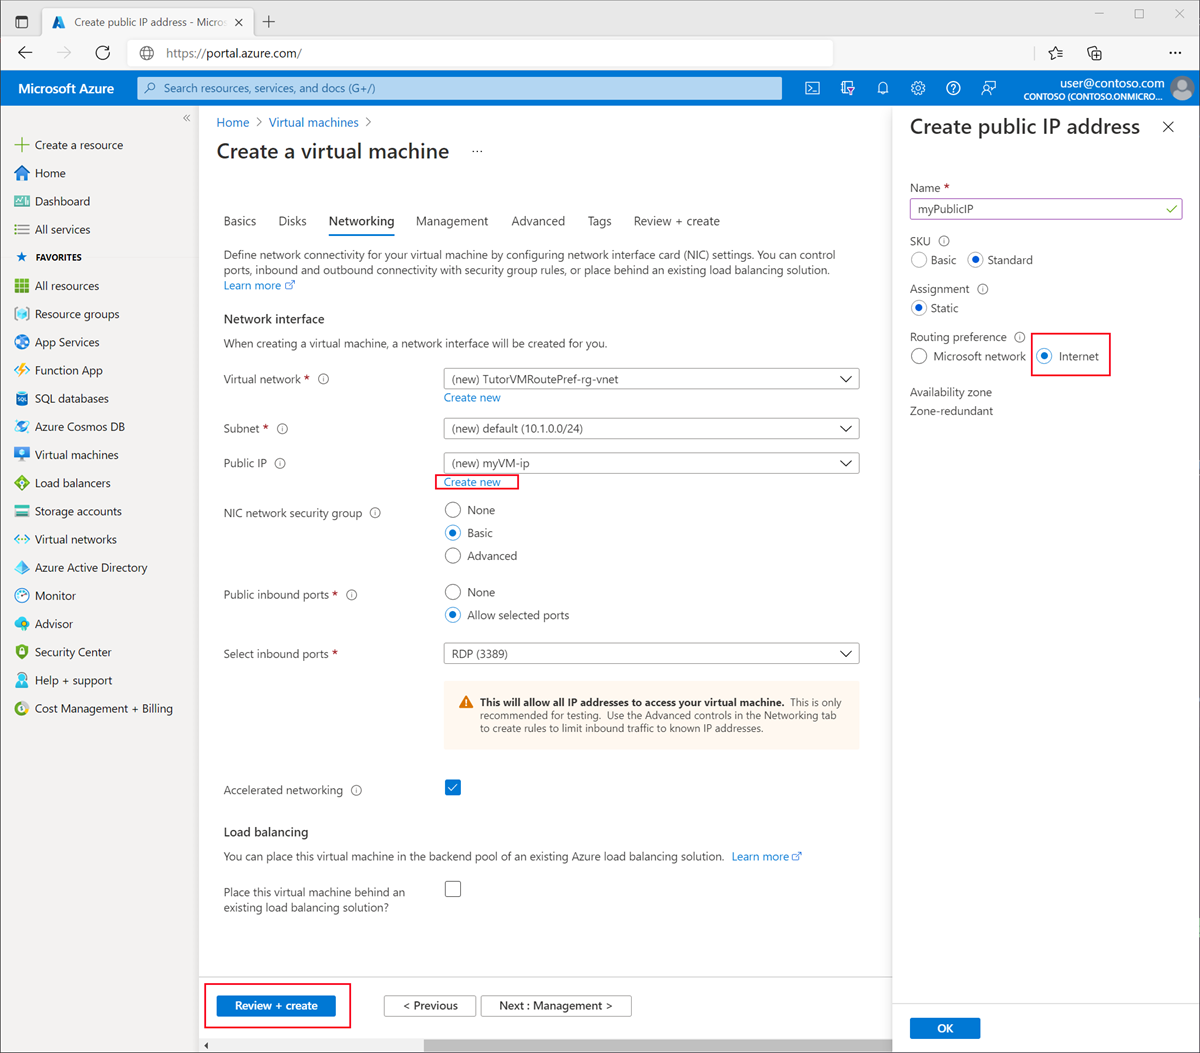 Create public IP address - Micros
https://portal.azure.com/
Microsoft Azure
Search resources, services, and docs (G+/)
user@contoso.com
CONTOSO (CONTOSO.ONMICRO...
Create a resource
Home
Dashboard
All services
FAVORITES
All resources
Resource groups
App Services
Function App
SQL databases
Azure Cosmos DB
Virtual machines
Load balancers
Storage accounts
Virtual networks
Azure Active Directory
Monitor
Advisor
Security Center
Help + support
Cost Management + Billing
Home > Virtual machines >
Create a virtual machine ...
Basics Disks Networking Management Advanced Tags Review + create
Define network connectivity for your virtual machine by configuring network interface card (NIC) settings. You can control
ports, inbound and outbound connectivity with security group rules, or place behind an existing load balancing solution.
Learn more
Network interface
When creating a virtual machine, a network interface will be created for you.
Virtual network * (new) TutorVMRoutePref-rg-vnet
Create new
Subnet * (new) default (10.1.0.0/24)
Public IP (new) myVM-ip
Create new
NIC network security group None
Basic
Advanced
Public inbound ports * None
Allow selected ports
Select inbound ports * RDP (3389)
This will allow all IP addresses to access your virtual machine. This is only
recommended for testing. Use the Advanced controls in the Networking tab
to create rules to limit inbound traffic to known IP addresses.
Accelerated networking
Load balancing
You can place this virtual machine in the backend pool of an existing Azure load balancing solution. Learn more
Place this virtual machine behind an
existing load balancing solution?
Review + create < Previous Next : Management >
Create public IP address
Name *
myPublicIP
SKU
Basic Standard
Assignment
Static
Routing preference
Microsoft network Internet
Availability zone
Zone-redundant
OK